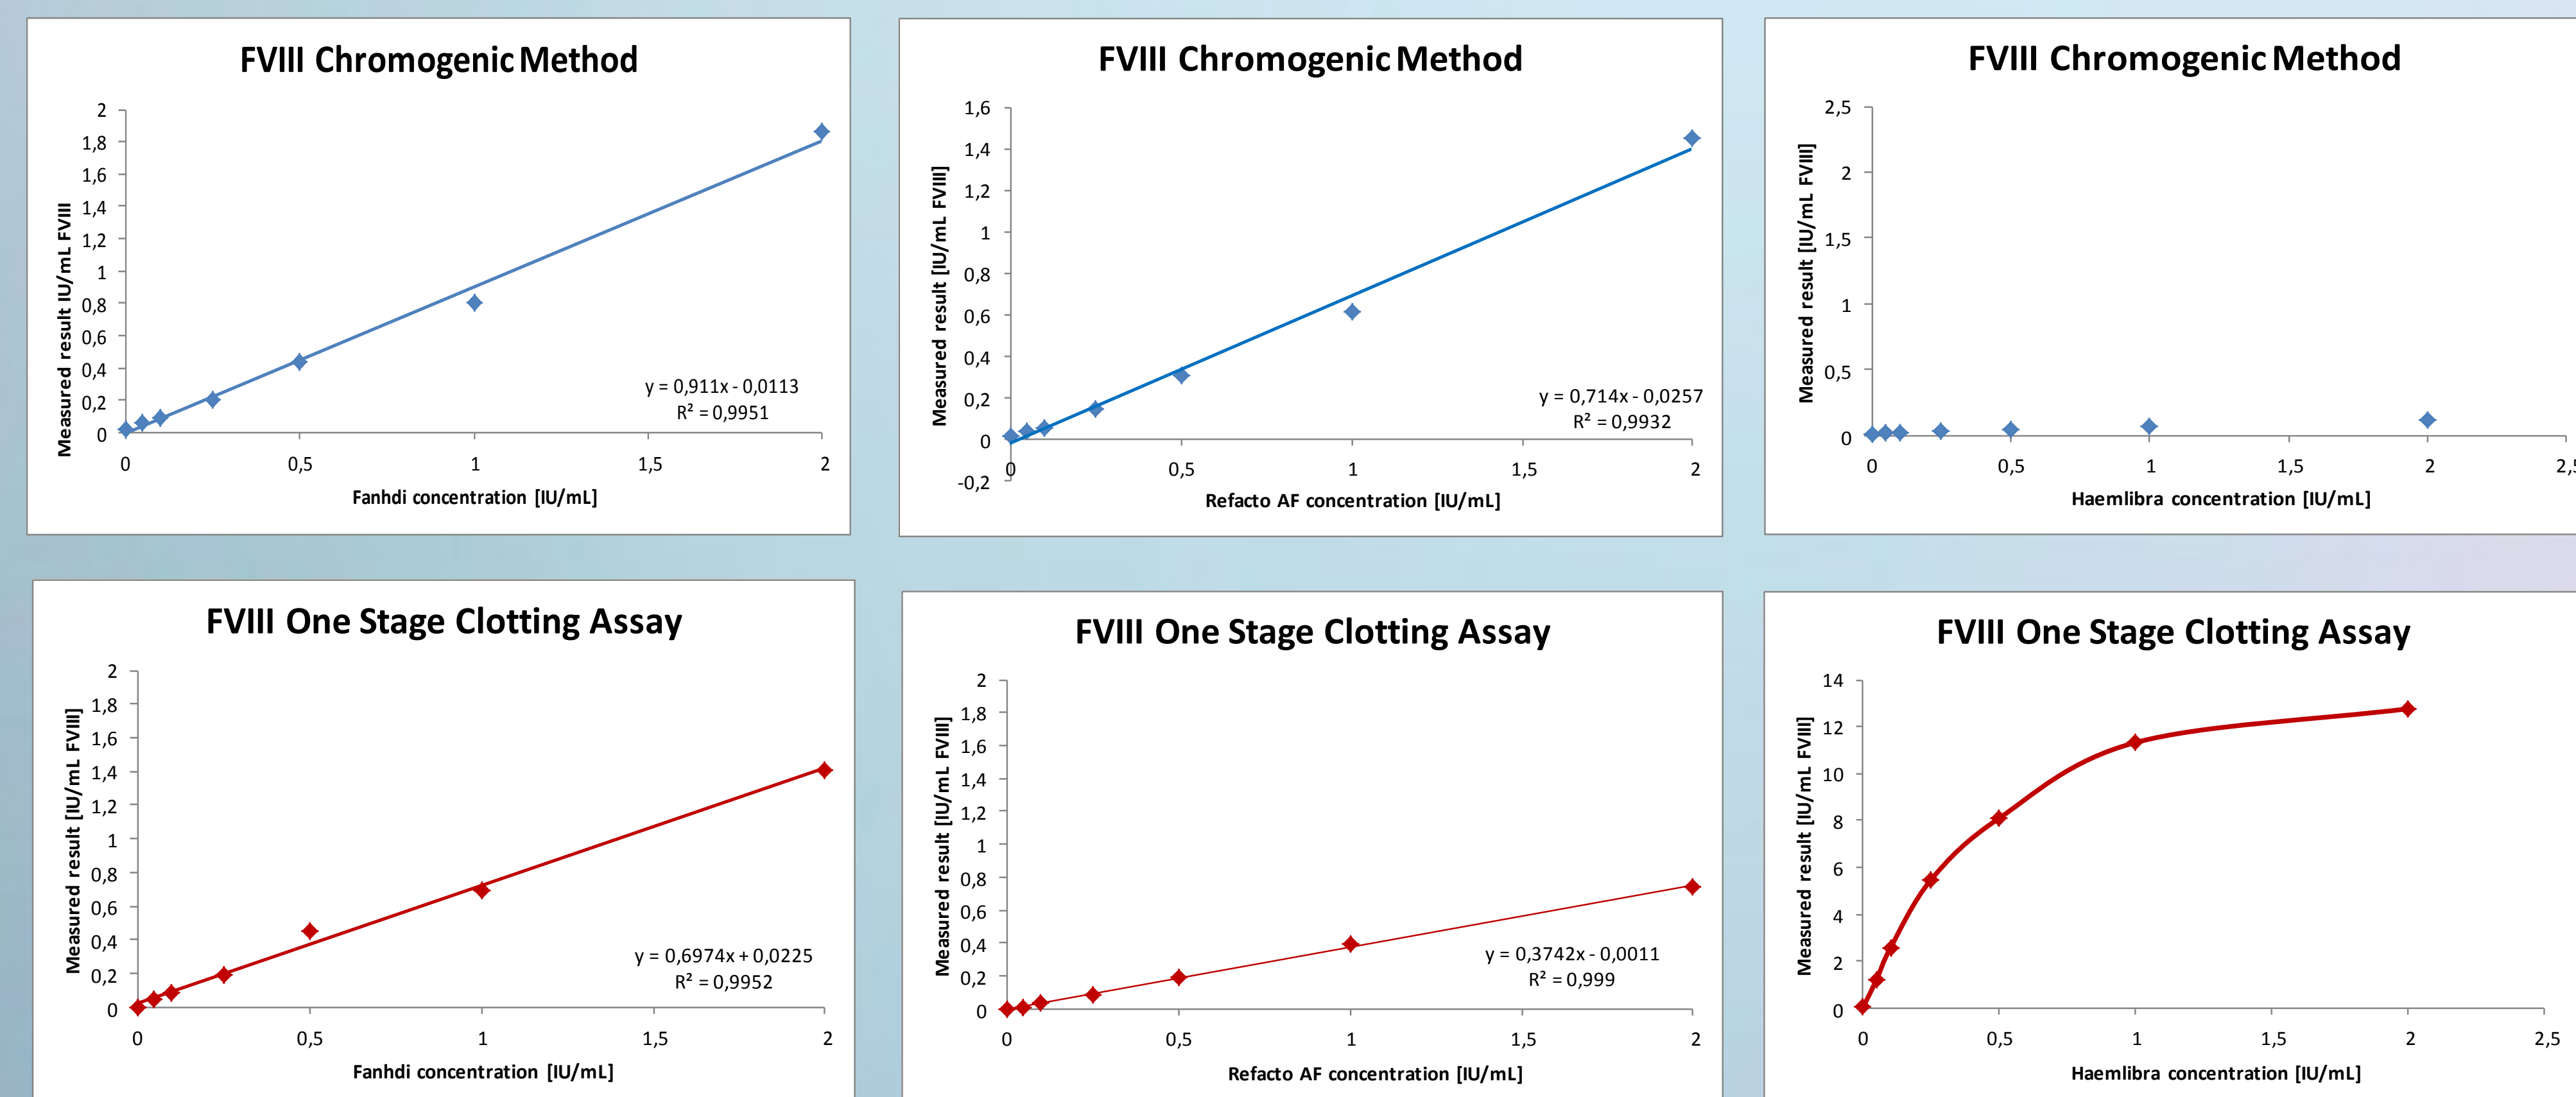 FVIII Chromogenic Method
2
1,8
1,6
1,4
1,2
1
0,8
0,6
0,4
0,2
0
Measured result IU/mL FVIII
y = 0,911x - 0,0113
R² = 0,9951
0 0,5 1 1,5 2
Fanhdi concentration [IU/mL]
FVIII Chromogenic Method
1,6
1,4
1,2
1
0,8
0,6
0,4
0,2
0
-0,2
Measured result [IU/mL FVIII]
y = 0,714x - 0,0257
R² = 0,9932
0 0,5 1 1,5 2
Refacto AF concentration [IU/mL]
FVIII Chromogenic Method
2,5
2
1,5
1
0,5
0
Measured result [IU/mL FVIII]
0 0,5 1 1,5 2 2,5
Haemlibra concentration [IU/mL]
FVIII One Stage Clotting Assay
2
1,8
1,6
1,4
1,2
1
0,8
0,6
0,4
0,2
0
Measured result [IU/mL FVIII]
y = 0,6974x + 0,0225
R² = 0,9952
0 0,5 1 1,5 2
Fanhdi concentration [IU/mL]
FVIII One Stage Clotting Assay
2
1,8
1,6
1,4
1,2
1
0,8
0,6
0,4
0,2
0
Measured result [IU/mL FVIII]
y = 0,3742x - 0,0011
R² = 0,999
0 0,5 1 1,5 2
Refacto AF concentration [IU/mL]
FVIII One Stage Clotting Assay
14
12
10
8
6
4
2
0
Measured result [IU/mL FVIII]
0 0,5 1 1,5 2 2,5
Haemlibra concentration [IU/mL]